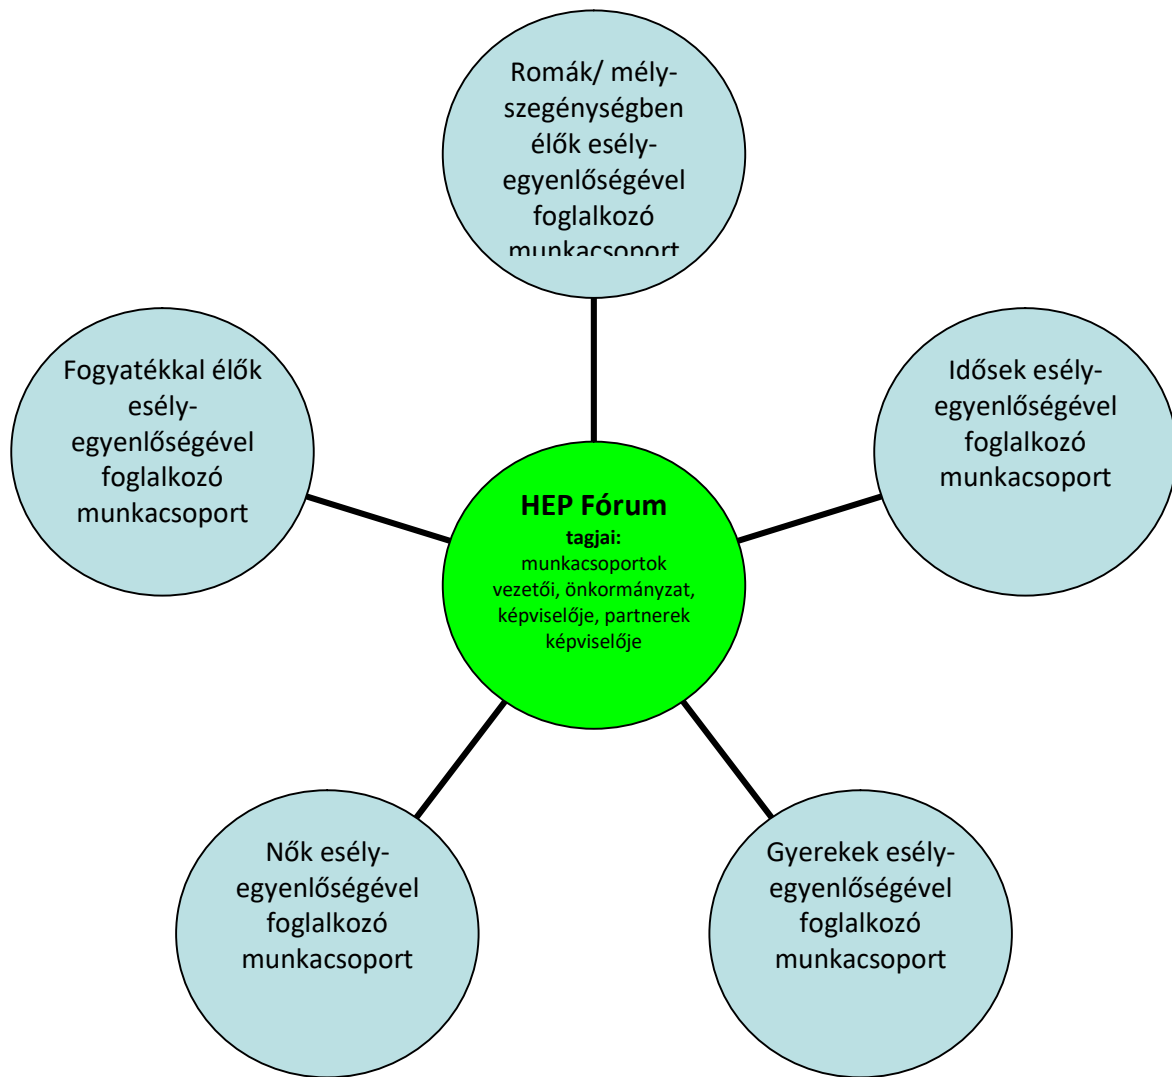 Romák/ mély-
szegénységben
élők esély-
egyenlőségével
foglalkozó
munkacsoport
Fogyatékkal élők
esély-
egyenlőségével
foglalkozó
munkacsoport
Idősek esély-
egyenlőségével
foglalkozó
munkacsoport
HEP Fórum
tagjai:
munkacsoportok
vezetői, önkormányzat,
képviselője, partnerek
képviselője
Nők esély-
egyenlőségével
foglalkozó
munkacsoport
Gyerekek esély-
egyenlőségével
foglalkozó
munkacsoport